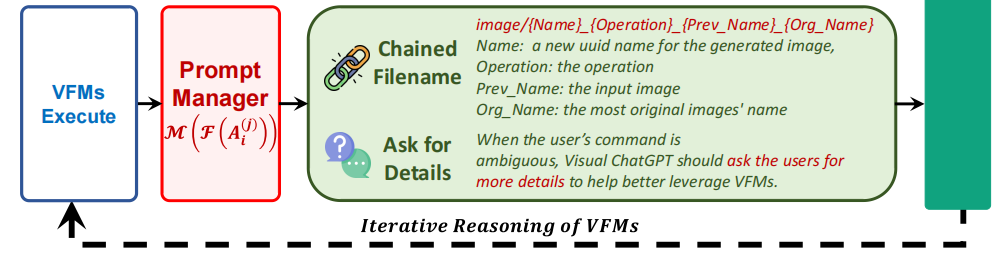 VFMs
Execute
Prompt
Manager
𝓜(𝓕(A_i^{(j)}))
Chained
Filename
image/{Name}_{Operation}_{Prev_Name}_{Org_Name}
Name:  a new uuid name for the generated image,
Operation: the operation
Prev_Name: the input image
Org_Name: the most original images' name
Ask for
Details
When the user’s command is
ambiguous, Visual ChatGPT should ask the users for
more details to help better leverage VFMs.
Iterative Reasoning of VFMs